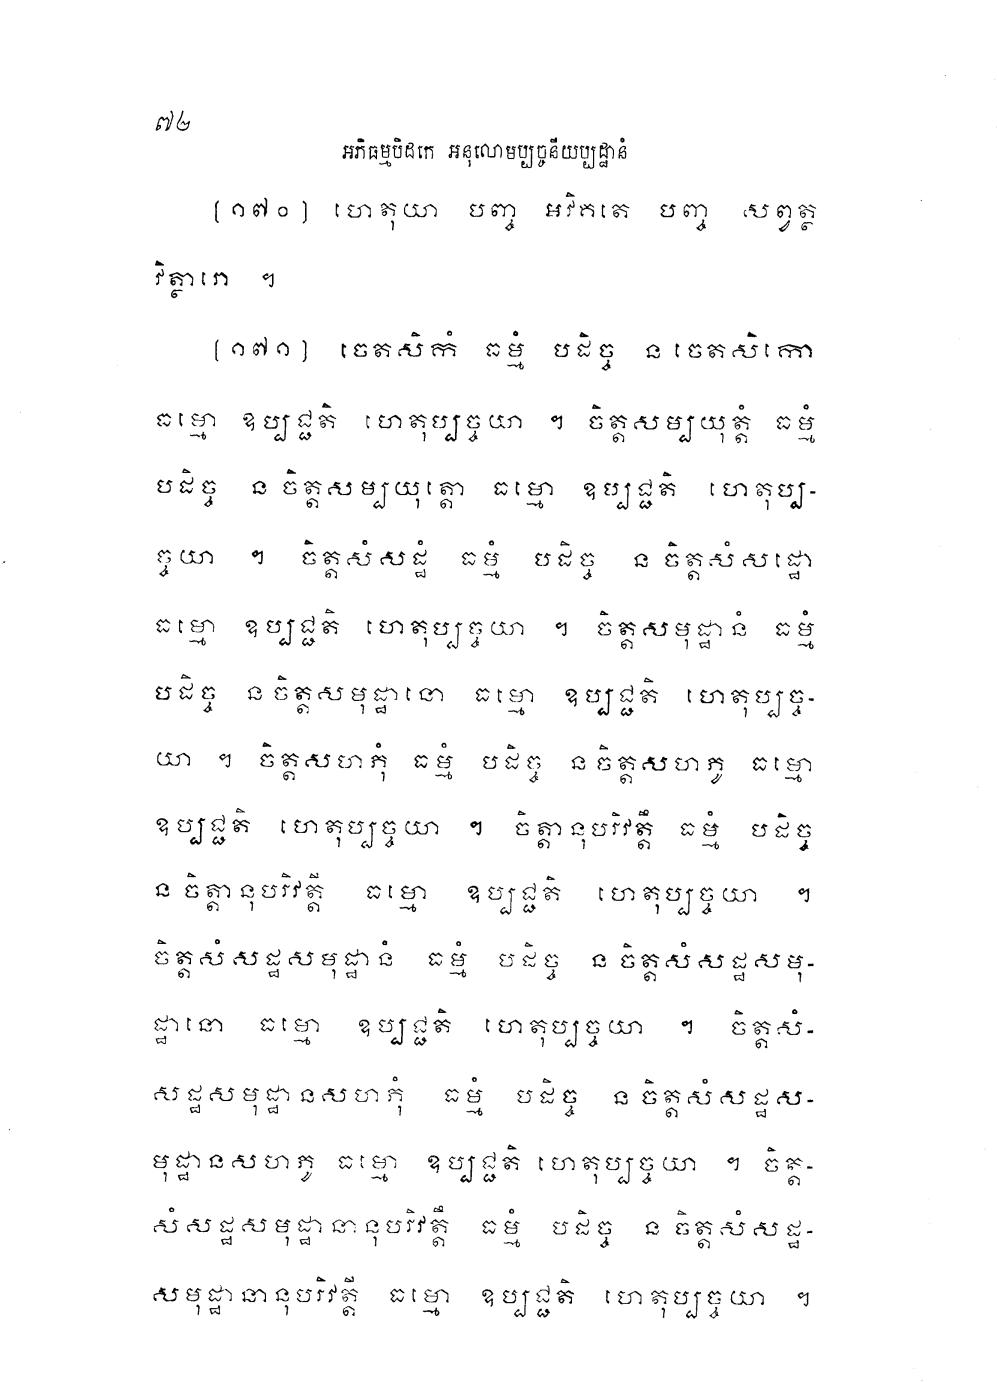 ៧២
អភិធម្មបិដកេ អនុលោមប្បច្ចនីយប្បដ្ឋានំ
(១៧០) ហេតុយា បញ្ច អវិគតេ បញ្ច សព្វត្ថ
វិត្ថារោ ។
(១៧១) ចេតសិកំ ធម្មំ បដិច្ច ន ចេតសិកោ
ធម្មោ ឧប្បជ្ជតិ ហេតុប្បច្ចយា ។ ចិត្តសម្បយុត្តំ ធម្មំ
បដិច្ច ន ចិត្តសម្បយុត្តោ ធម្មោ ឧប្បជ្ជតិ ហេតុប្ប-
ច្ចយា ។ ចិត្តសំសដ្ឋំ ធម្មំ បដិច្ច ន ចិត្តសំសដ្ឋោ
ធម្មោ ឧប្បជ្ជតិ ហេតុប្បច្ចយា ។ ចិត្តសមុដ្ឋានំ ធម្មំ
បដិច្ច ន ចិត្តសមុដ្ឋានោ ធម្មោ ឧប្បជ្ជតិ ហេតុប្បច្ច-
យា ។ ចិត្តសហភុំ ធម្មំ បដិច្ច ន ចិត្តសហភូ ធម្មោ
ឧប្បជ្ជតិ ហេតុប្បច្ចយា ។ ចិត្តានុបរិវត្តឹ ធម្មំ បដិច្ច
ន ចិត្តានុបរិវត្តី ធម្មោ ឧប្បជ្ជតិ ហេតុប្បច្ចយា ។
ចិត្តសំសដ្ឋសមុដ្ឋានំ ធម្មំ បដិច្ច ន ចិត្តសំសដ្ឋសមុ-
ដ្ឋានោ ធម្មោ ឧប្បជ្ជតិ ហេតុប្បច្ចយា ។ ចិត្តសំ-
សដ្ឋសមុដ្ឋានសហភុំ ធម្មំ បដិច្ច ន ចិត្តសំសដ្ឋស-
មុដ្ឋានសហភូ ធម្មោ ឧប្បជ្ជតិ ហេតុប្បច្ចយា ។ ចិត្ត-
សំសដ្ឋសមុដ្ឋានានុបរិវត្តឹ ធម្មំ បដិច្ច ន ចិត្តសំសដ្ឋ-
សមុដ្ឋានានុបរិវត្តី ធម្មោ ឧប្បជ្ជតិ ហេតុប្បច្ចយា ។